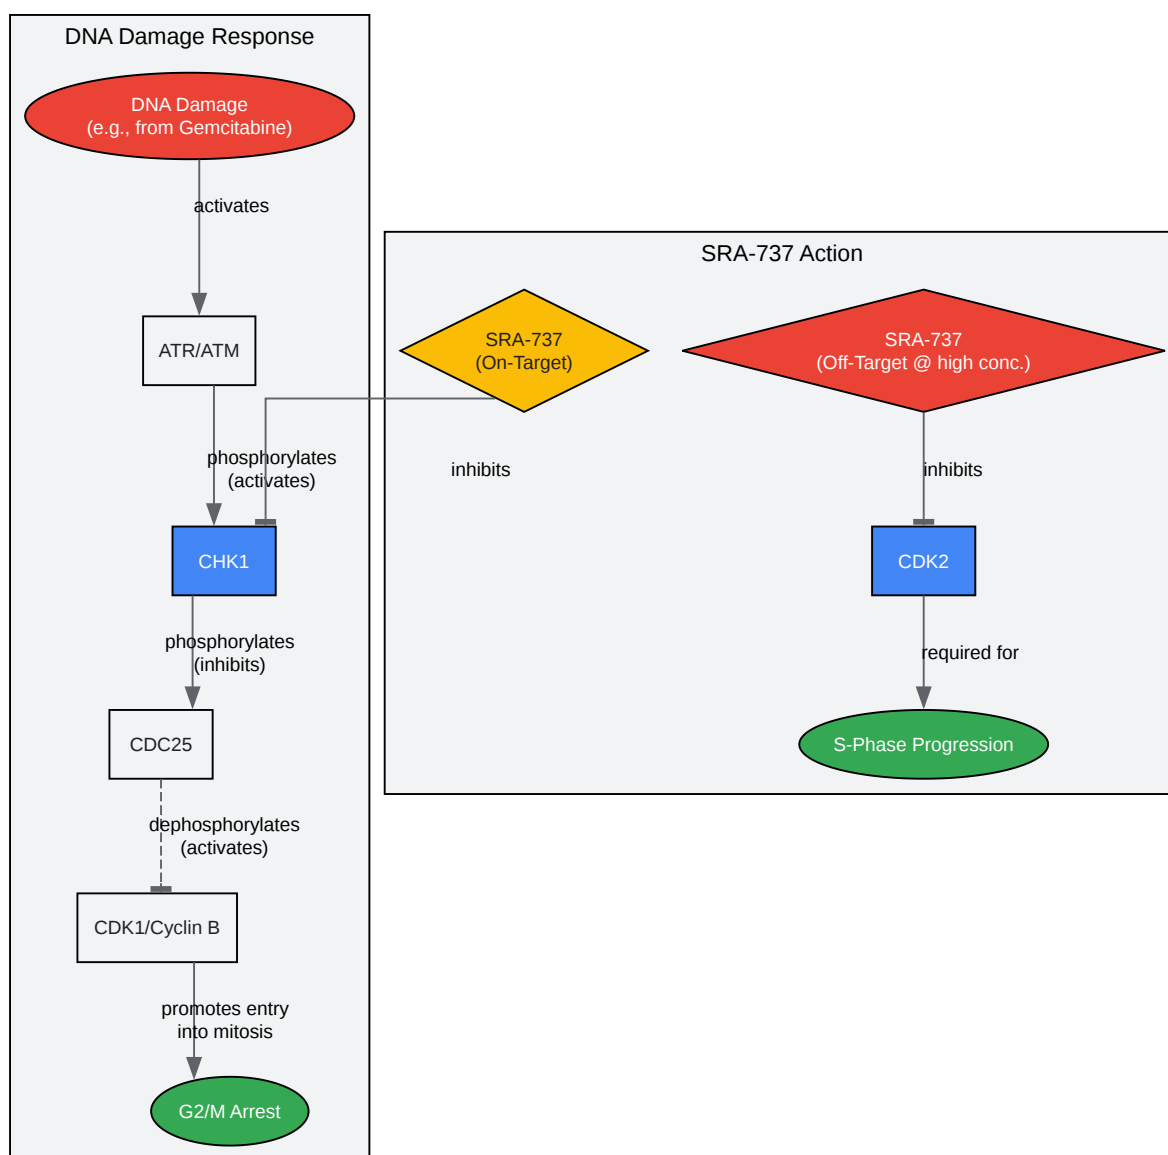 DNA Damage Response
DNA Damage
(e.g., from Gemcitabine)
activates
ATR/ATM
phosphorylates
(activates)
CHK1
phosphorylates
(inhibits)
CDC25
dephosphorylates
(activates)
CDK1/Cyclin B
promotes entry
into mitosis
G2/M Arrest
SRA-737 Action
SRA-737
(On-Target)
inhibits
SRA-737
(Off-Target @ high conc.)
inhibits
CDK2
required for
S-Phase Progression